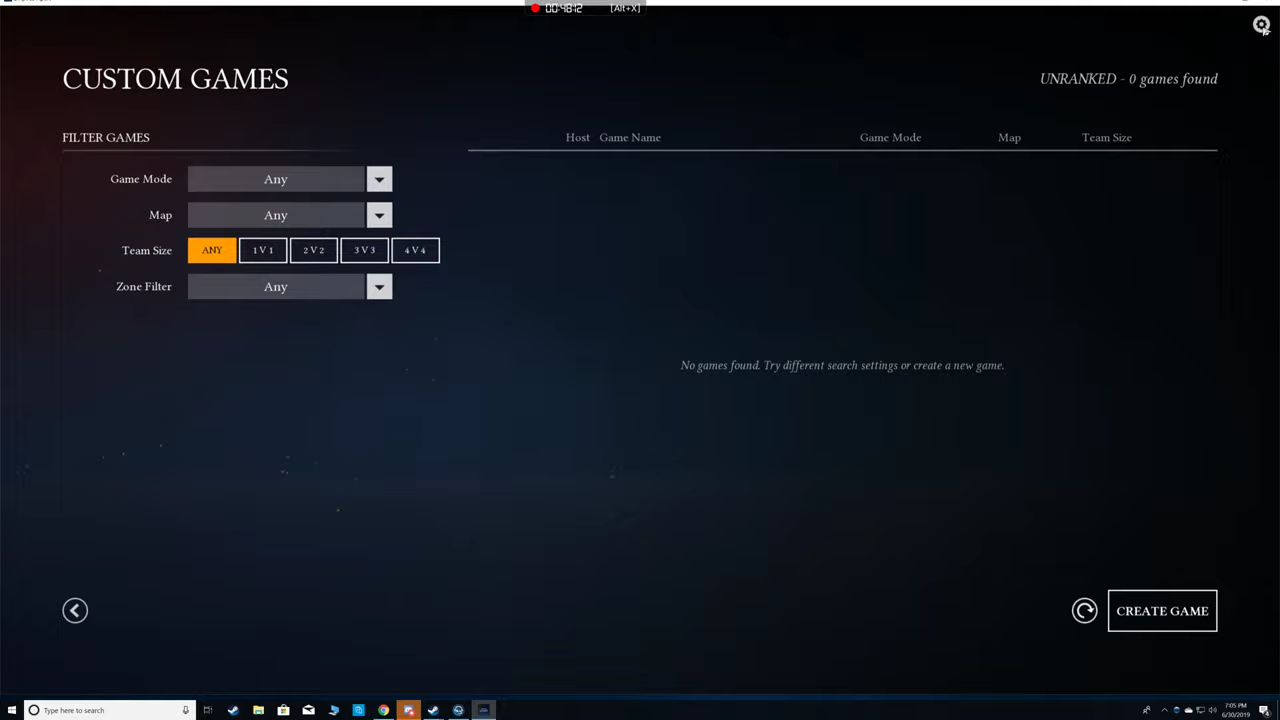 00:48:12 [Alt+X]
CUSTOM GAMES
UNRANKED - 0 games found
FILTER GAMES
Host Game Name Game Mode Map Team Size
Game Mode Any
Map Any
Team Size ANY 1 V 1 2 V 2 3 V 3 4 V 4
Zone Filter Any
No games found. Try different search settings or create a new game.
CREATE GAME
Type here to search
7:05 PM
6/30/2019